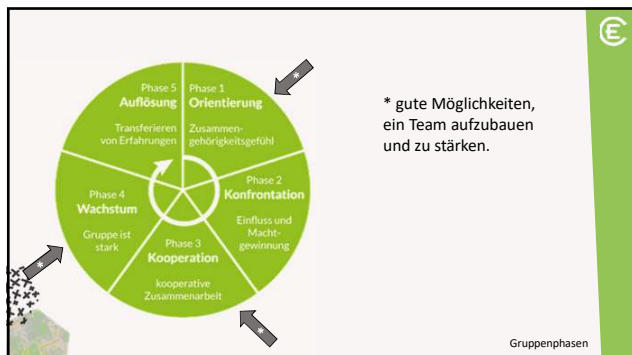 Phase 1
Orientierung
Zusammen-
gehörigkeitsgefühl
Phase 2
Konfrontation
Einfluss und
Macht-
gewinnung
Phase 3
Kooperation
kooperative
Zusammenarbeit
Phase 4
Wachstum
Gruppe ist
stark
Phase 5
Auflösung
Transferieren
von Erfahrungen
*
*
*
* gute Möglichkeiten,
ein Team aufzubauen
und zu stärken.
EC
Gruppenphasen